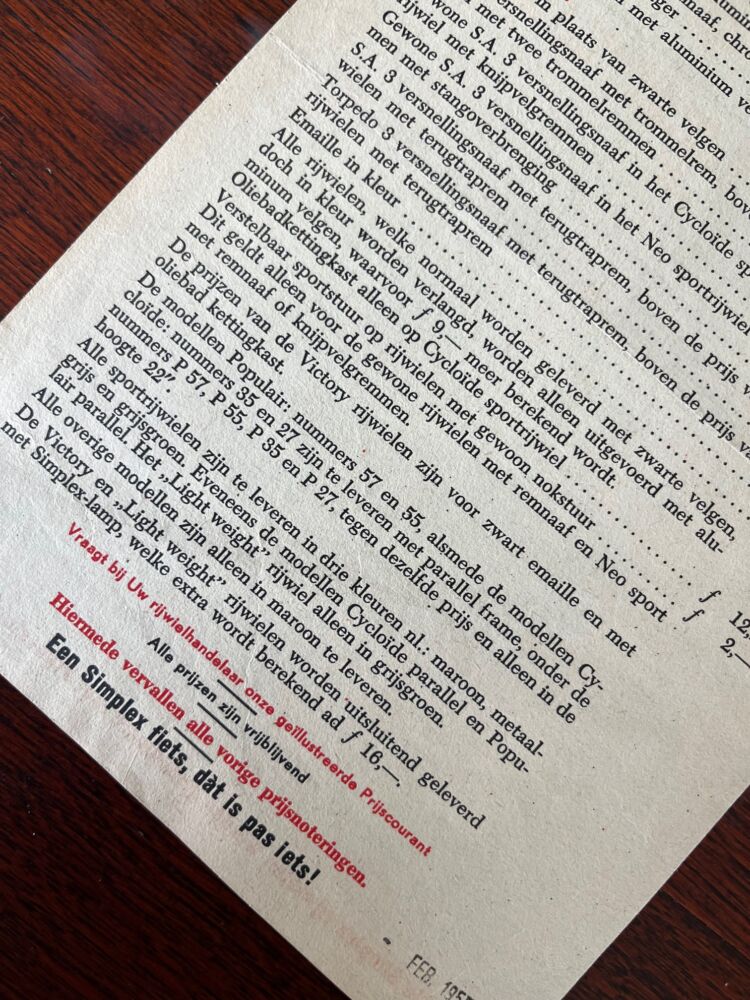 naaf, chro
met aluminium ve
in plaats van zwarte velgen ...
wone S.A. 3 versnellingsnaaf met trommelrem, bov
met twee trommelremmen ........
Gewone S.A. 3 versnellingsnaaf in het Cycloïde sp
rijwiel met knijpvelgremmen ........
Gewone S.A. 3 versnellingsnaaf in het Neo sportrijwiel
men met stangoverbrenging ........
S.A. 3 versnellingsnaaf met terugtraprem, boven de prijs
wielen met terugtraprem ........
Torpedo 3 versnellingsnaaf met terugtraprem, boven de prijs va
rijwielen met terugtraprem ........
Emaille in kleur ........
Alle rijwielen, welke normaal worden geleverd met zwarte velgen,
doch in kleur worden verlangd, worden alleen uitgevoerd met alu-
minum velgen, waarvoor f 9.— meer berekend wordt.
Oliebadkettingkast alleen op Cycloïde sportrijwiel ........ f 12
Verstelbaar sportstuur op rijwielen met gewoon nokstuur ........ f 2,—
Dit geldt alleen voor de gewone rijwielen met remnaaf en Neo sport
met remnaaf of knijpvelgremmen.
De prijzen van de Victory rijwielen zijn voor zwart emaille en met
oliebad kettingkast.
De modellen Populair: nummers 57 en 55, alsmede de modellen Cy-
cloïde: nummers 35 en 27 zijn te leveren met parallel frame, onder de
nummers P 57, P 55, P 35 en P 27, tegen dezelfde prijs en alleen in de
hoogte 22".
Alle sportrijwielen zijn te leveren in drie kleuren nl.: maroon, metaal-
grijs en grijsgroen. Eveneens de modellen Cycloïde parallel en Popu-
lair parallel Het „Light weight” rijwiel alleen in grijsgroen.
Alle overige modellen zijn alleen in maroon te leveren.
De Victory en „Light weight” rijwielen worden uitsluitend geleverd
met Simplex-lamp, welke extra wordt berekend ad f 16,—.
Vraagt bij Uw rijwielhandelaar onze geïllustreerde Prijscourant
Alle prijzen zijn vrijblijvend
Hiermede vervallen alle vorige prijsnoteringen.
Een Simplex fiets, dàt is pas iets!
- FEB. 195